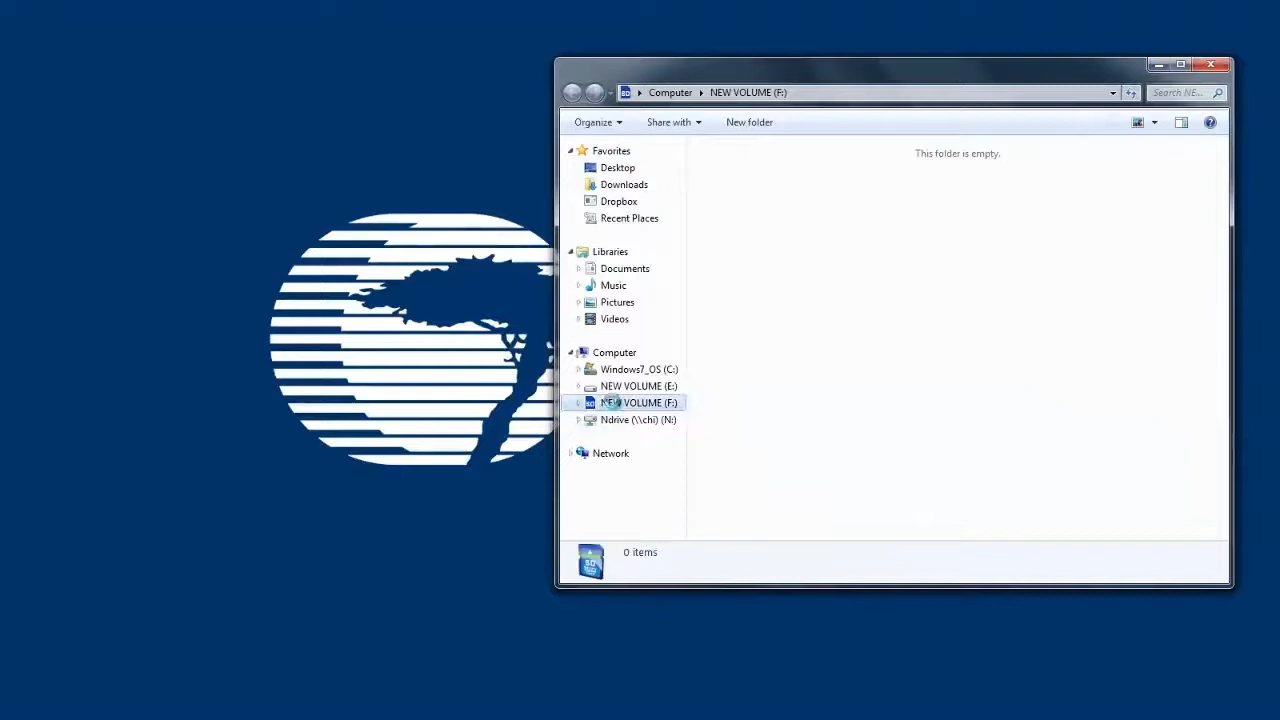 Computer
NEW VOLUME (F:)
Search NE...
Organize
Share with
New folder
Favorites
Desktop
Downloads
Dropbox
Recent Places
Libraries
Documents
Music
Pictures
Videos
Computer
Windows7_OS (C:)
NEW VOLUME (E:)
NEW VOLUME (F:)
Ndrive (\\chi) (N:)
Network
This folder is empty.
SD
0 items